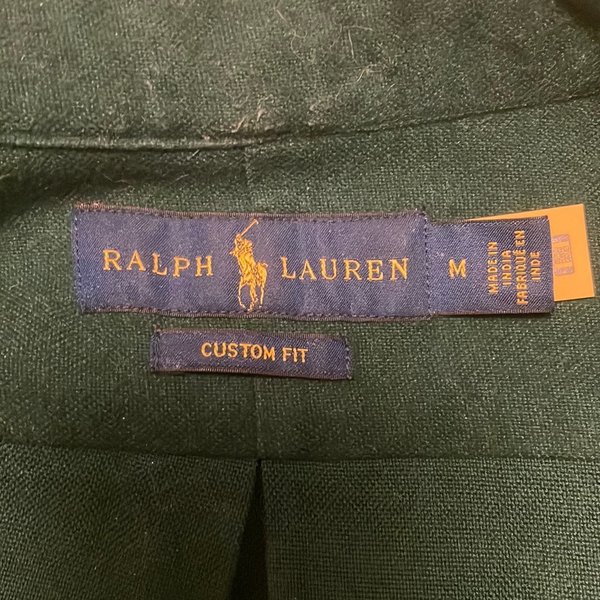 RALPH LAUREN
M
MADE IN
INDIA
FABRIQUÉ EN
INDE
CUSTOM FIT